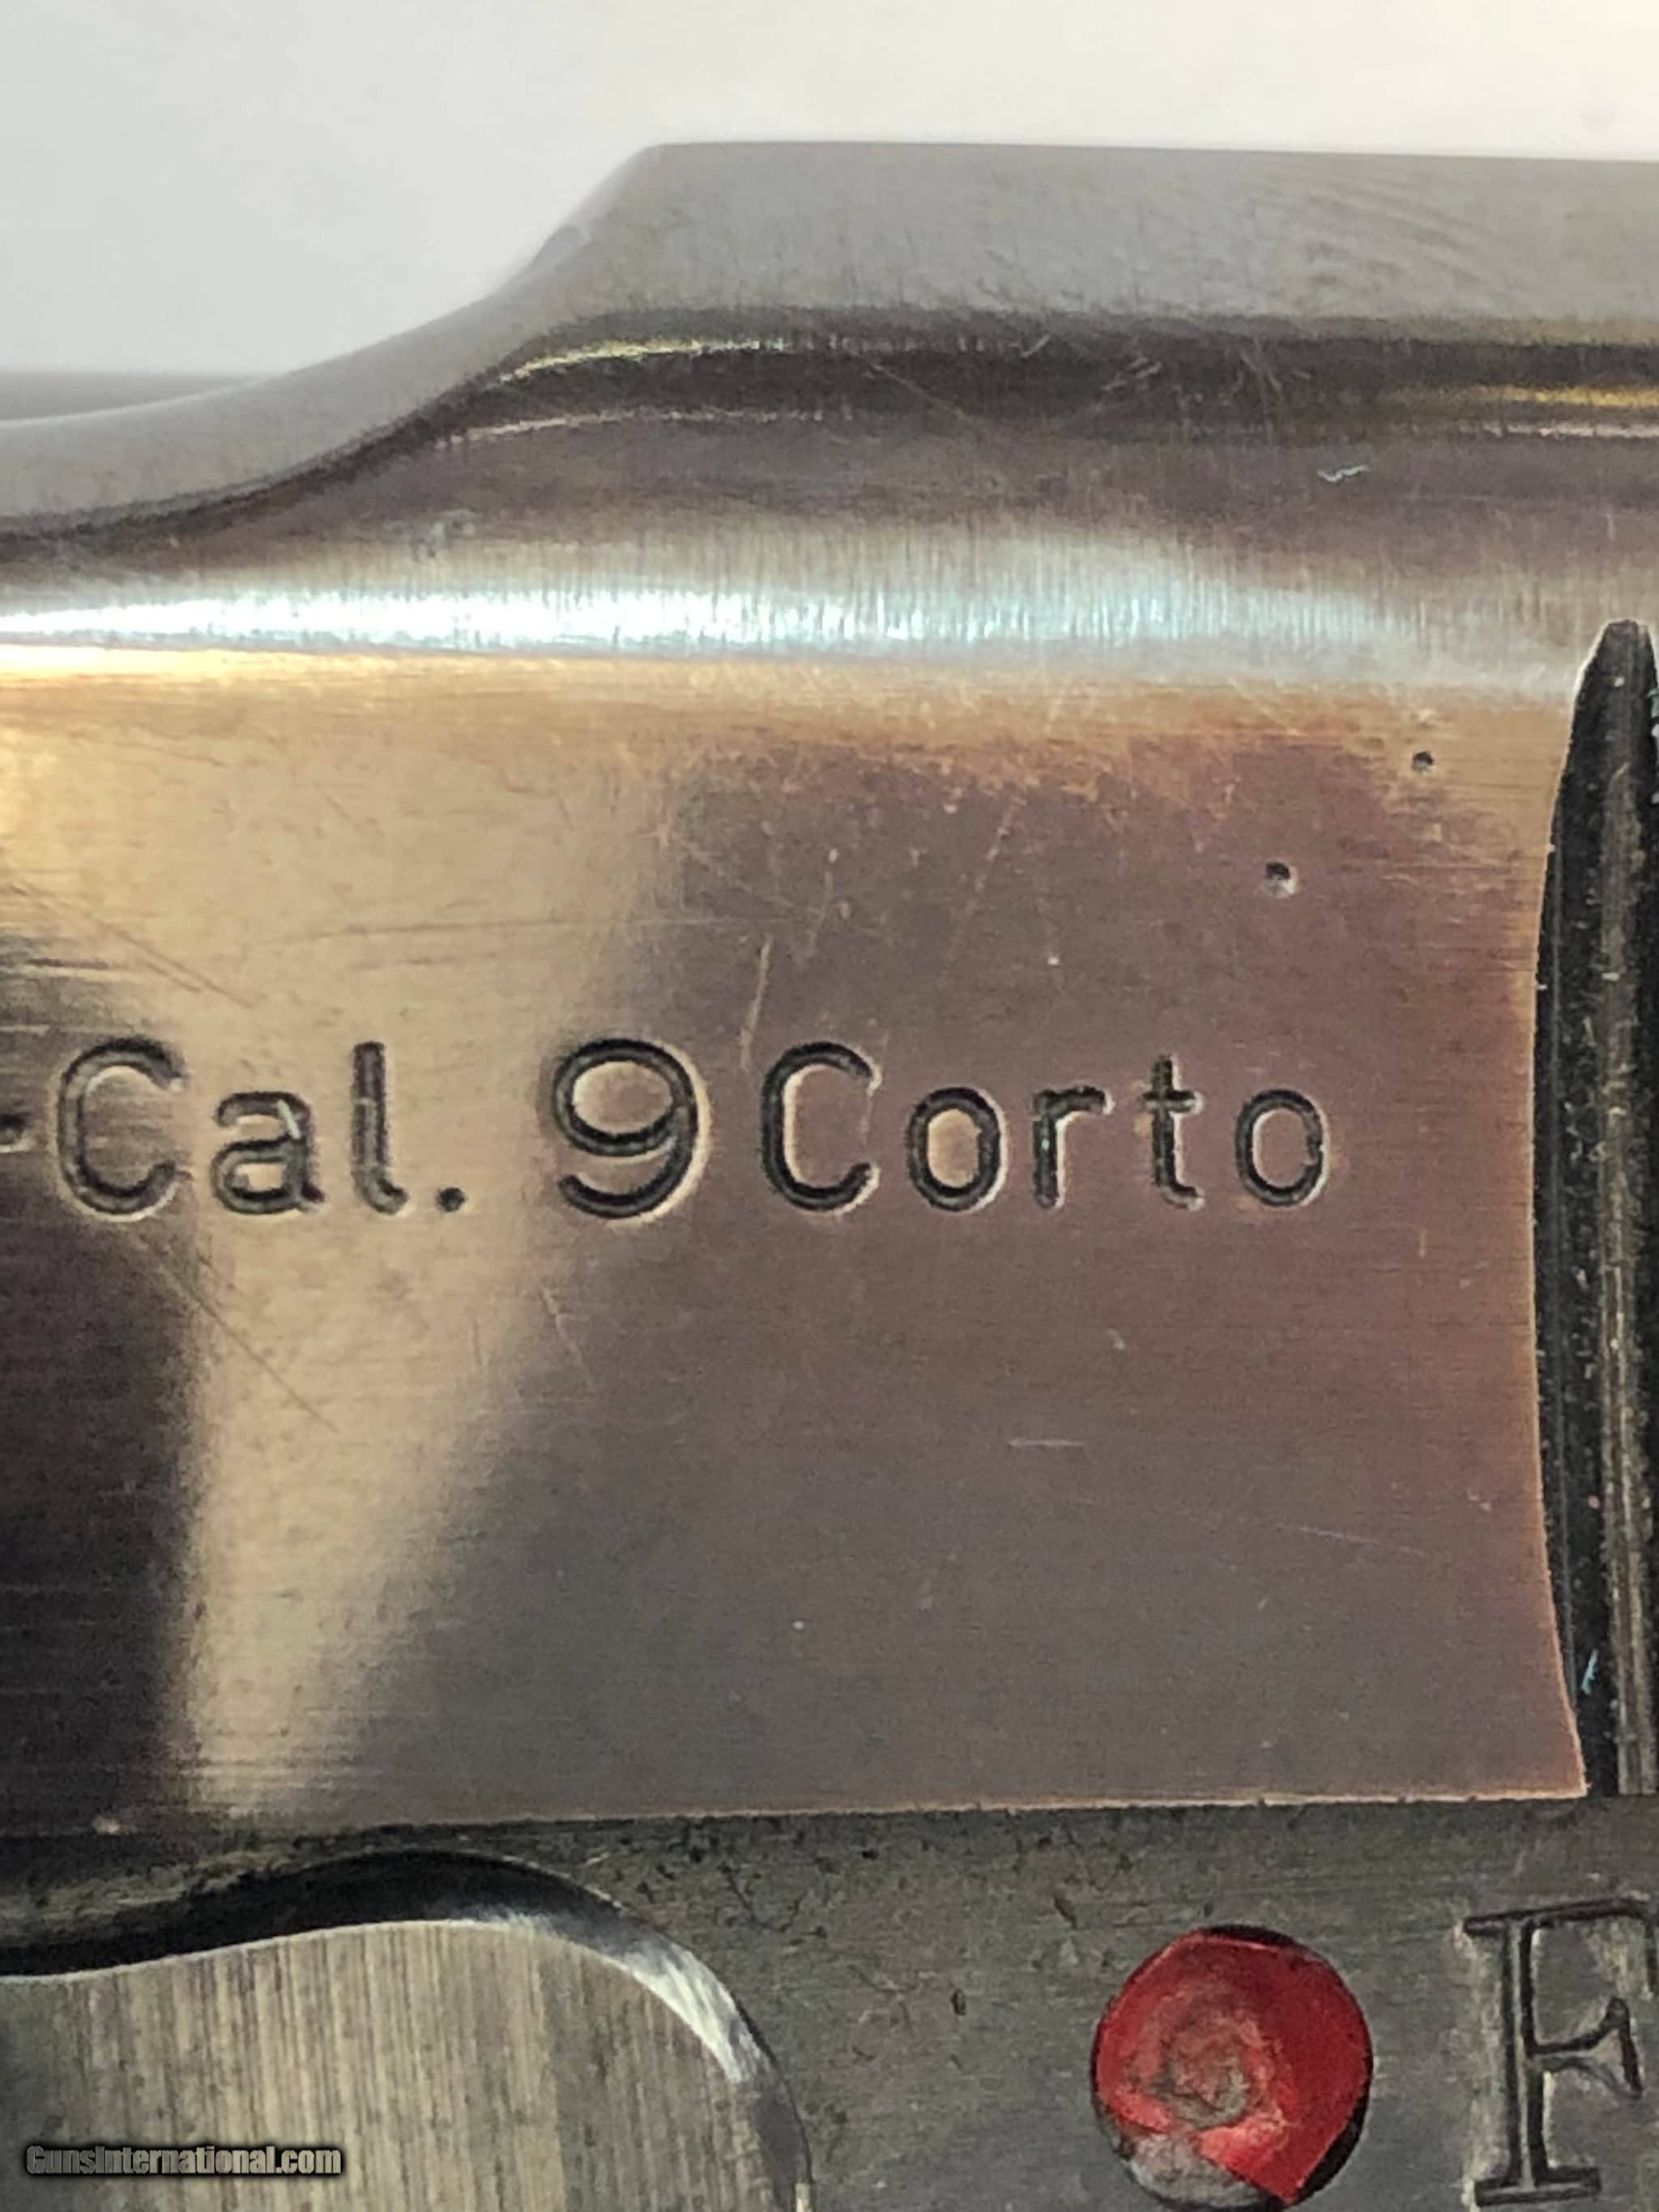 -Cal. 9 Corto
F
GunsInternational.com